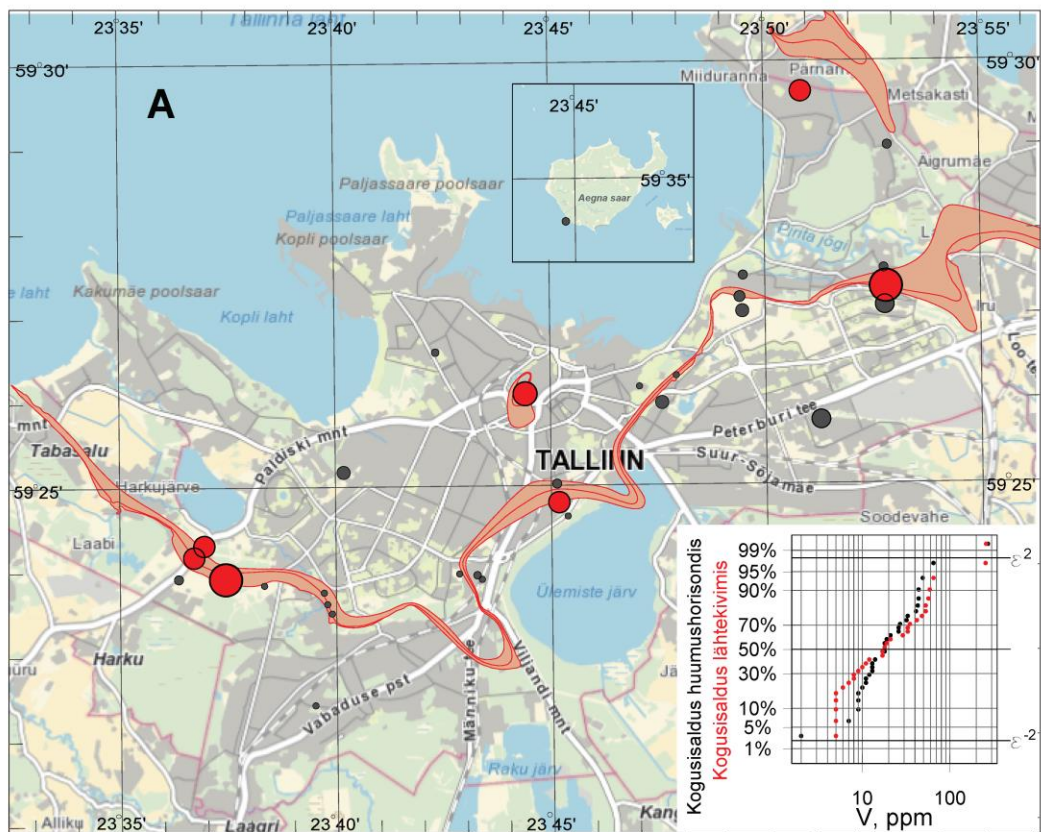 Tallinna laht
23° 35'
23° 40'
23° 45'
23° 50'
23° 55'
59° 30'
59° 30'
A
Miiduranna
Metsakasti
Aigrumäe
23° 45'
59° 35'
Aegna saar
Paljassaare poolsaar
Paljassaare laht
Kopli poolsaar
Pirita jõgi
Kakumäe poolsaar
Kopli laht
e laht
Iru
mnt
Tabasalu
Paldiski mnt
Peterburi tee
Suur-Sõjamäe
TALLINN
Harkujärve
59° 25'
59° 25'
Soodevahe
Laabi
Ülemiste järv
Harku
Männiku tee
Viljandi mnt
Vabaduse pst
Raku järv
Laagri
23° 35'
23° 40'
23° 45'
Kogusisaldus huumushorisondis
Kogusisaldus lähtekivimis
99%
95%
90%
70%
50%
30%
10%
5%
1%
ε 2
ε -2
10
100
V, ppm